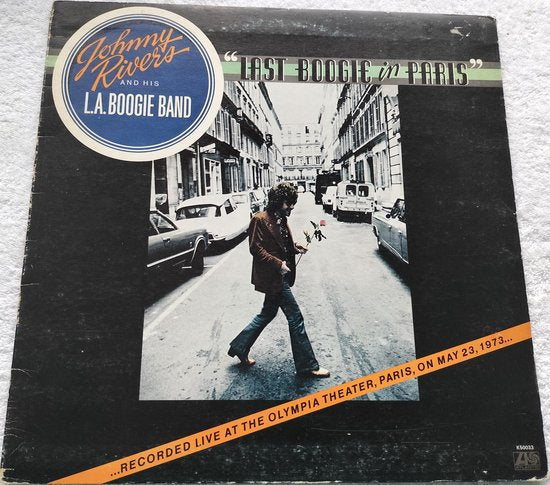 Johnny
Rivers
AND HIS
L.A. BOOGIE BAND
"LAST BOOGIE in PARIS"
...RECORDED LIVE AT THE OLYMPIA THEATER, PARIS, ON MAY 23, 1973...
K50033